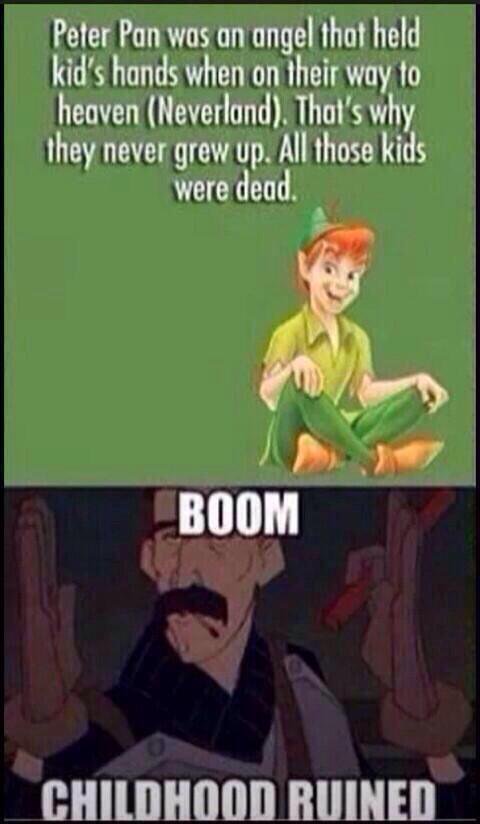 Peter Pan was an angel that held
kid's hands when on their way to
heaven (Neverland). That's why
they never grew up. All those kids
were dead.
BOOM
CHILDHOOD RUINED